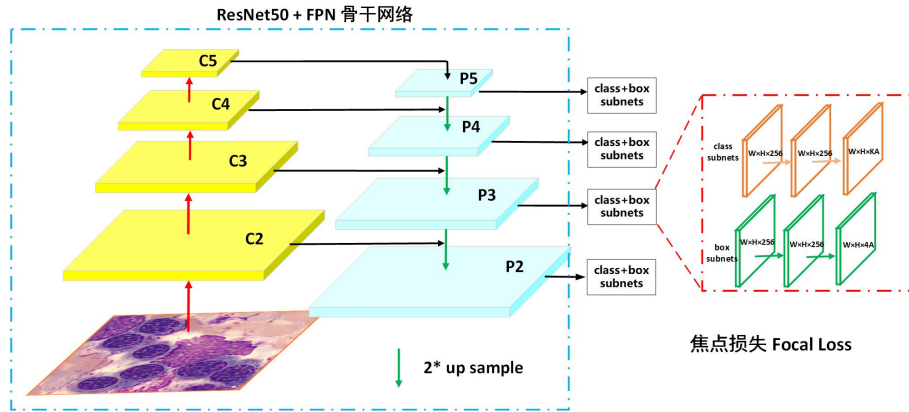 ResNet50 + FPN 骨干网络
C5
C4
C3
C2
P5
P4
P3
P2
class+box
subnets
class+box
subnets
class+box
subnets
class+box
subnets
class
subnets
W×H×256
W×H×256
W×H×KA
box
subnets
W×H×256
W×H×256
W×H×4A
2* up sample
焦点损失 Focal Loss